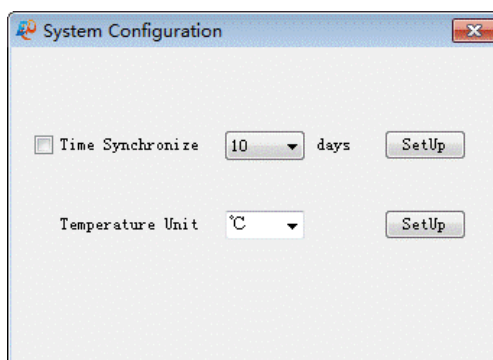 System Configuration
Time Synchronize 10 days SetUp
Temperature Unit ℃ SetUp